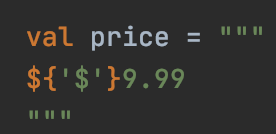 val price = """
${'$'}9.99
"""